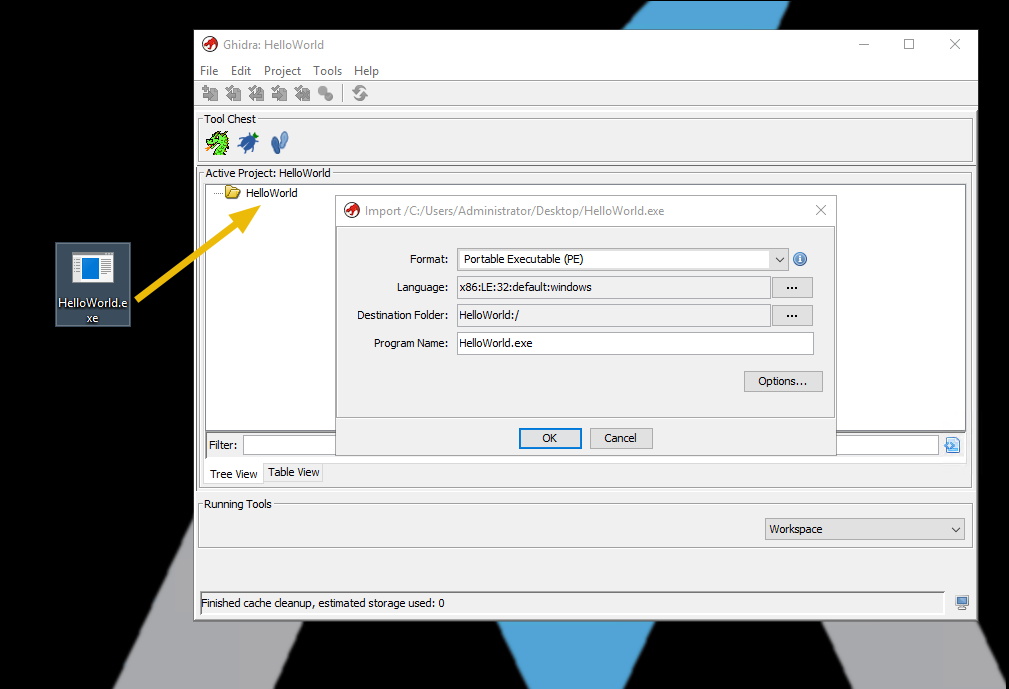 Ghidra: HelloWorld
File Edit Project Tools Help
Tool Chest
Active Project: HelloWorld
HelloWorld
Import /C:/Users/Administrator/Desktop/HelloWorld.exe
Format: Portable Executable (PE)
Language: x86:LE:32:default:windows ...
Destination Folder: HelloWorld:/ ...
Program Name: HelloWorld.exe
Options...
OK Cancel
HelloWorld.e
xe
Filter:
Tree View Table View
Running Tools
Workspace
Finished cache cleanup, estimated storage used: 0